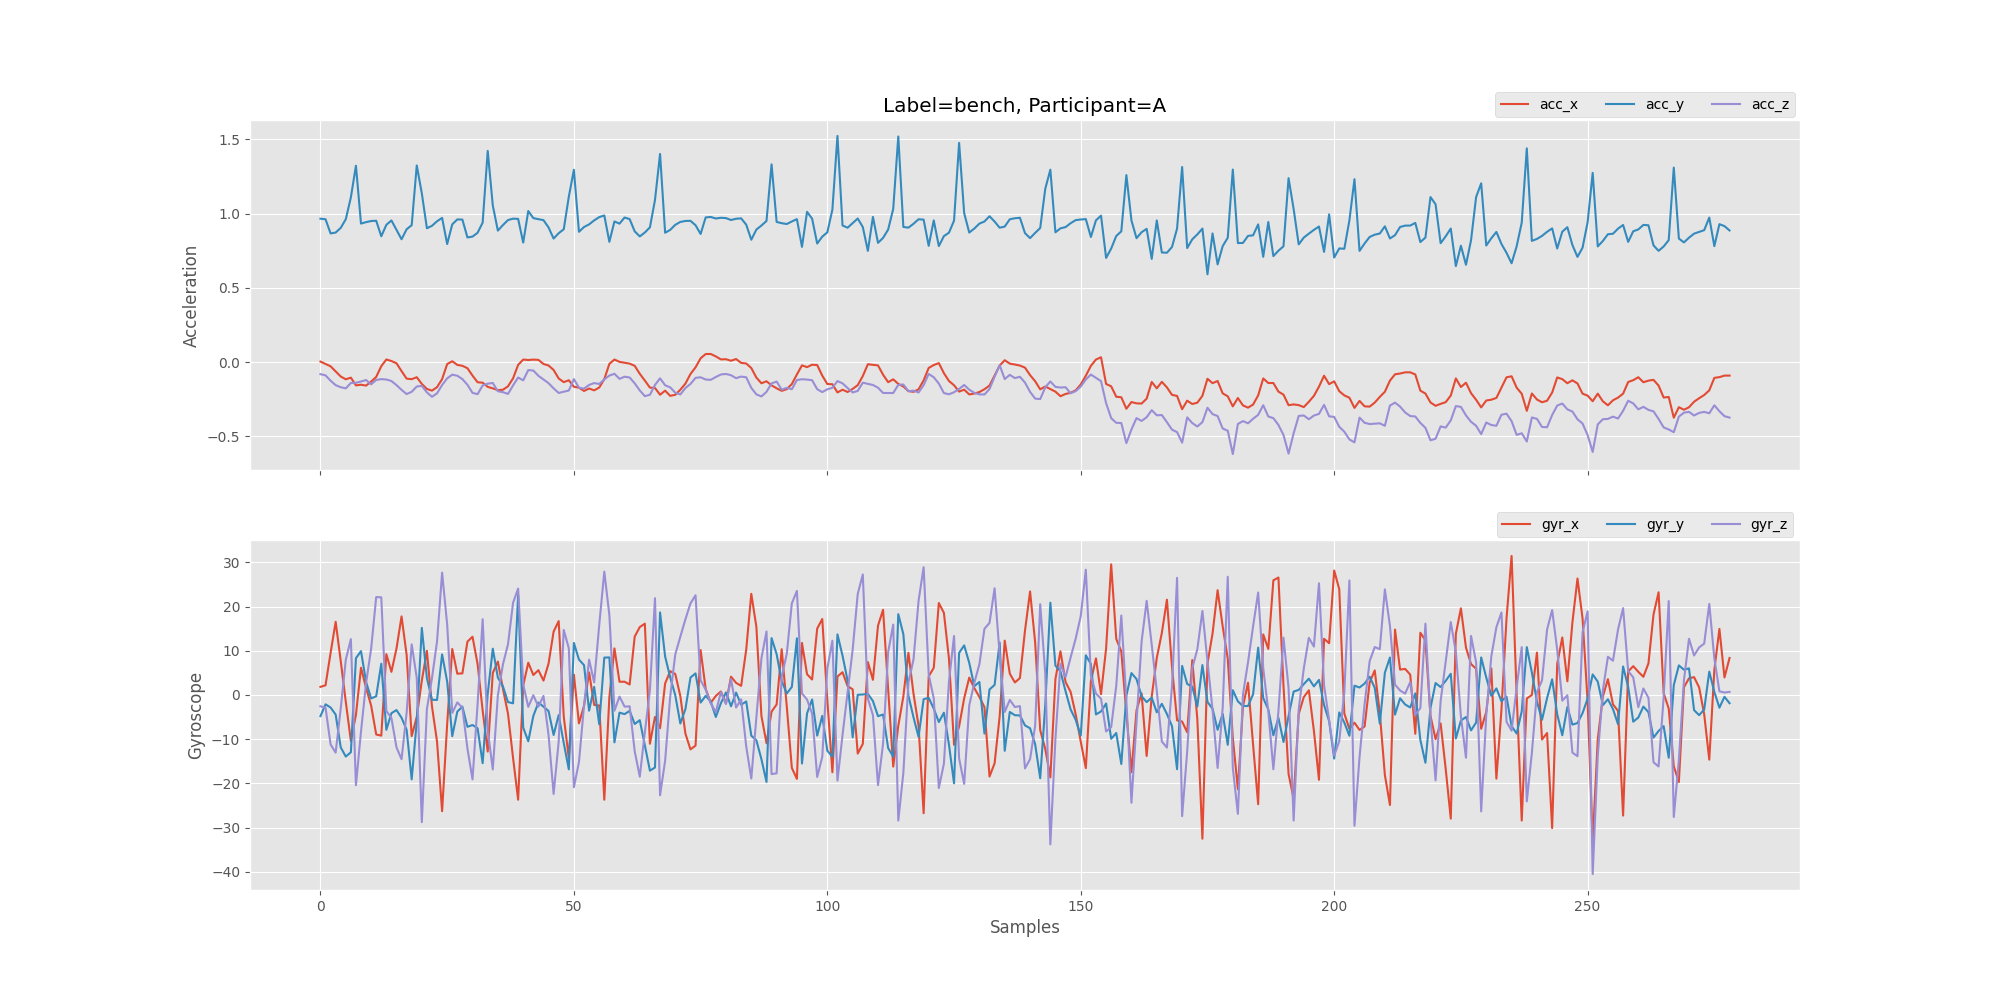 Label=bench, Participant=A
acc_x acc_y acc_z
1.5
1.0
0.5
0.0
−0.5
Acceleration
gyr_x gyr_y gyr_z
30
20
10
0
−10
−20
−30
−40
Gyroscope
0 50 100 150 200 250
Samples